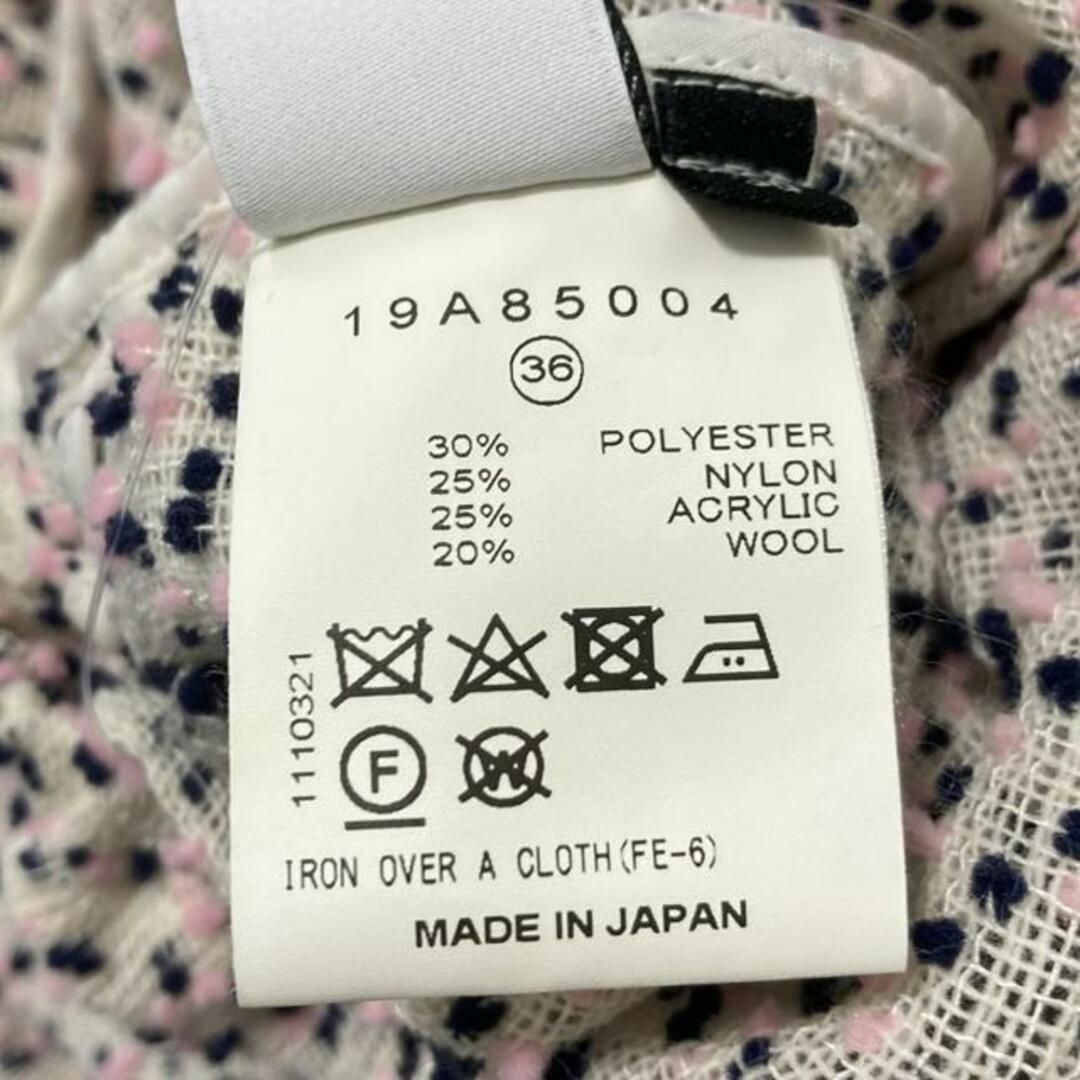 19A85004
36
30% POLYESTER
25% NYLON
25% ACRYLIC
20% WOOL
1110321
F W
IRON OVER A CLOTH(FE-6)
MADE IN JAPAN